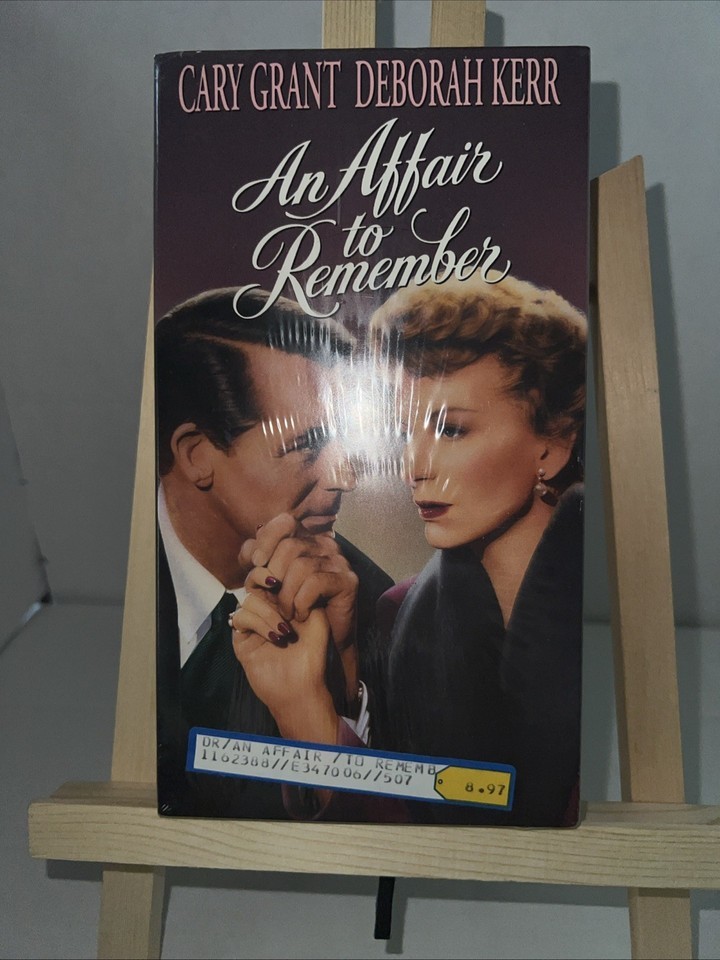 CARY GRANT DEBORAH KERR
An Affair
to
Remember
DR/AN AFFAIR /TO REMEMB
1162388//E347006//507
8.97